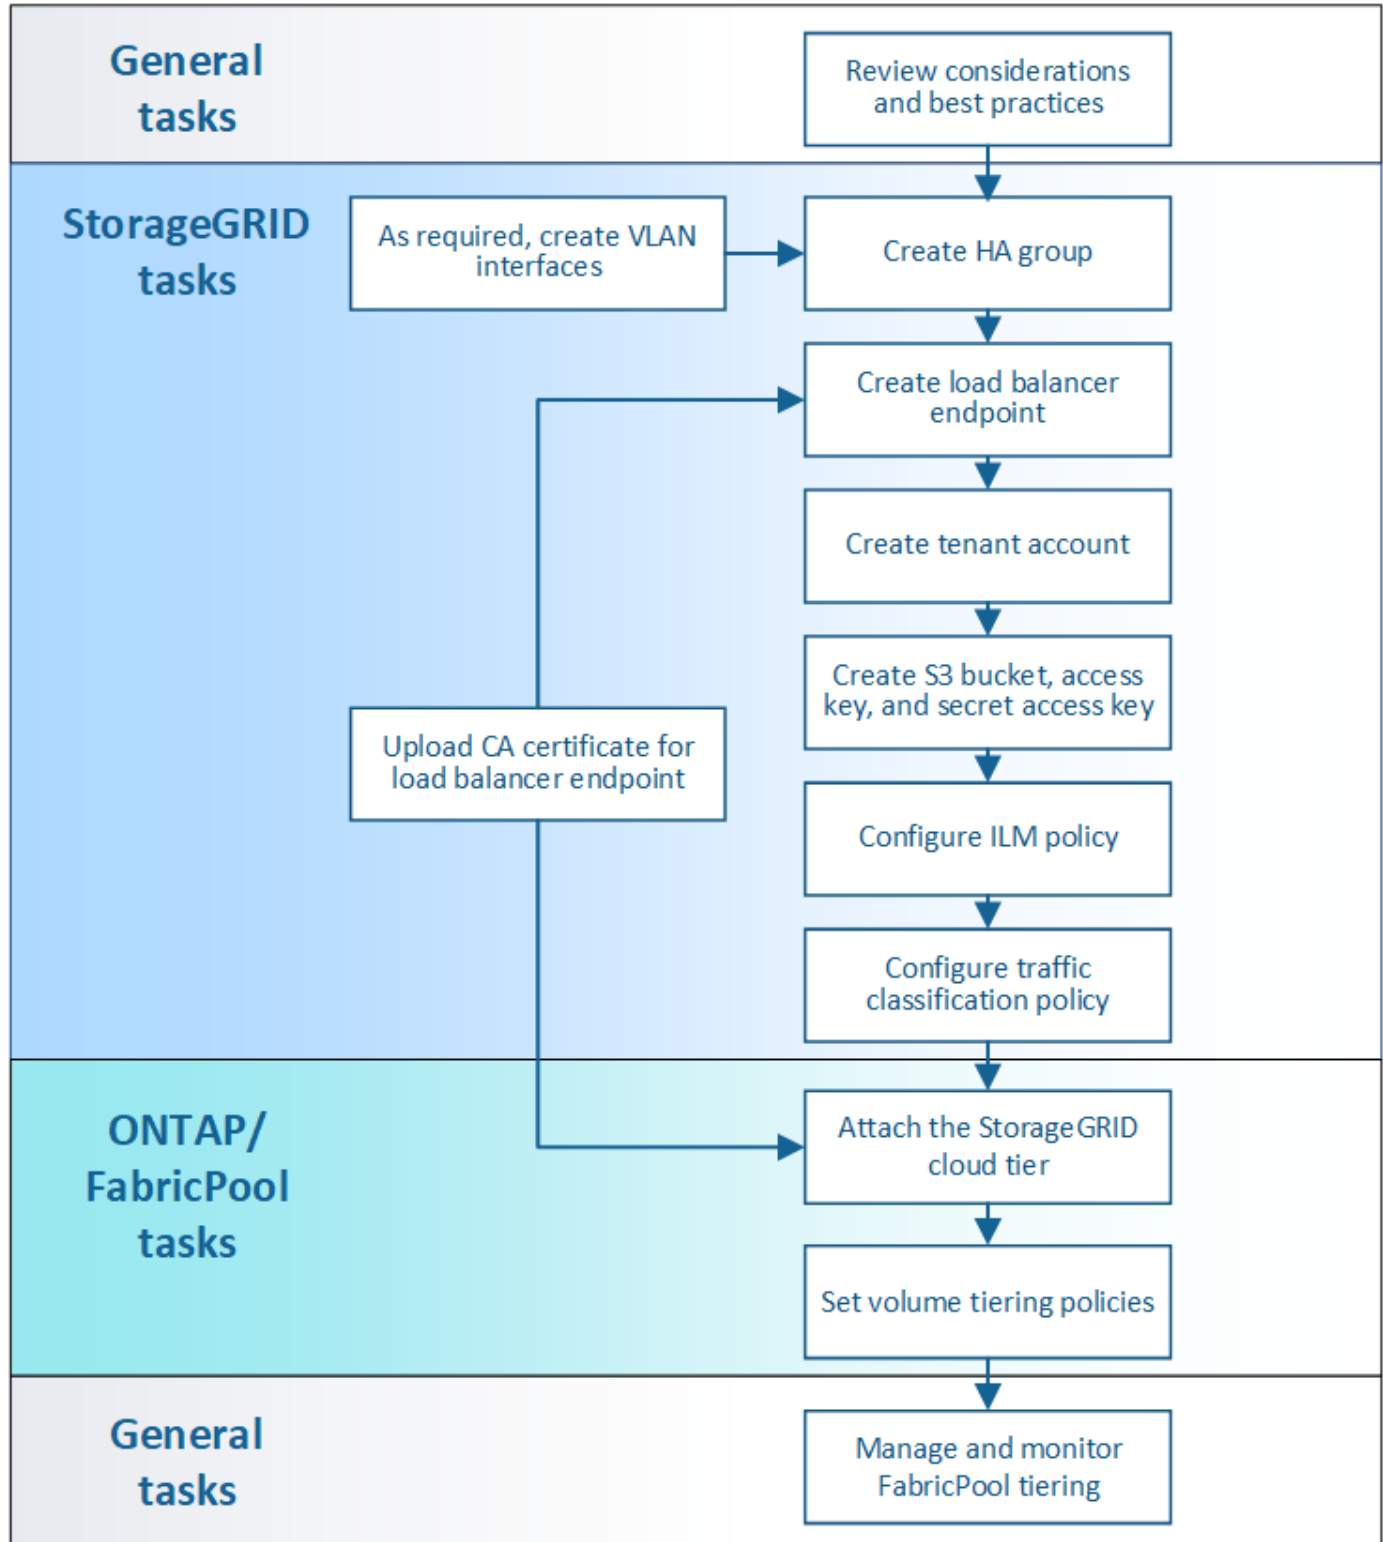 General
tasks
Review considerations
and best practices
StorageGRID
tasks
As required, create VLAN
interfaces
Create HA group
Create load balancer
endpoint
Create tenant account
Create S3 bucket, access
key, and secret access key
Upload CA certificate for
load balancer endpoint
Configure ILM policy
Configure traffic
classification policy
ONTAP/
FabricPool
tasks
Attach the StorageGRID
cloud tier
Set volume tiering policies
General
tasks
Manage and monitor
FabricPool tiering